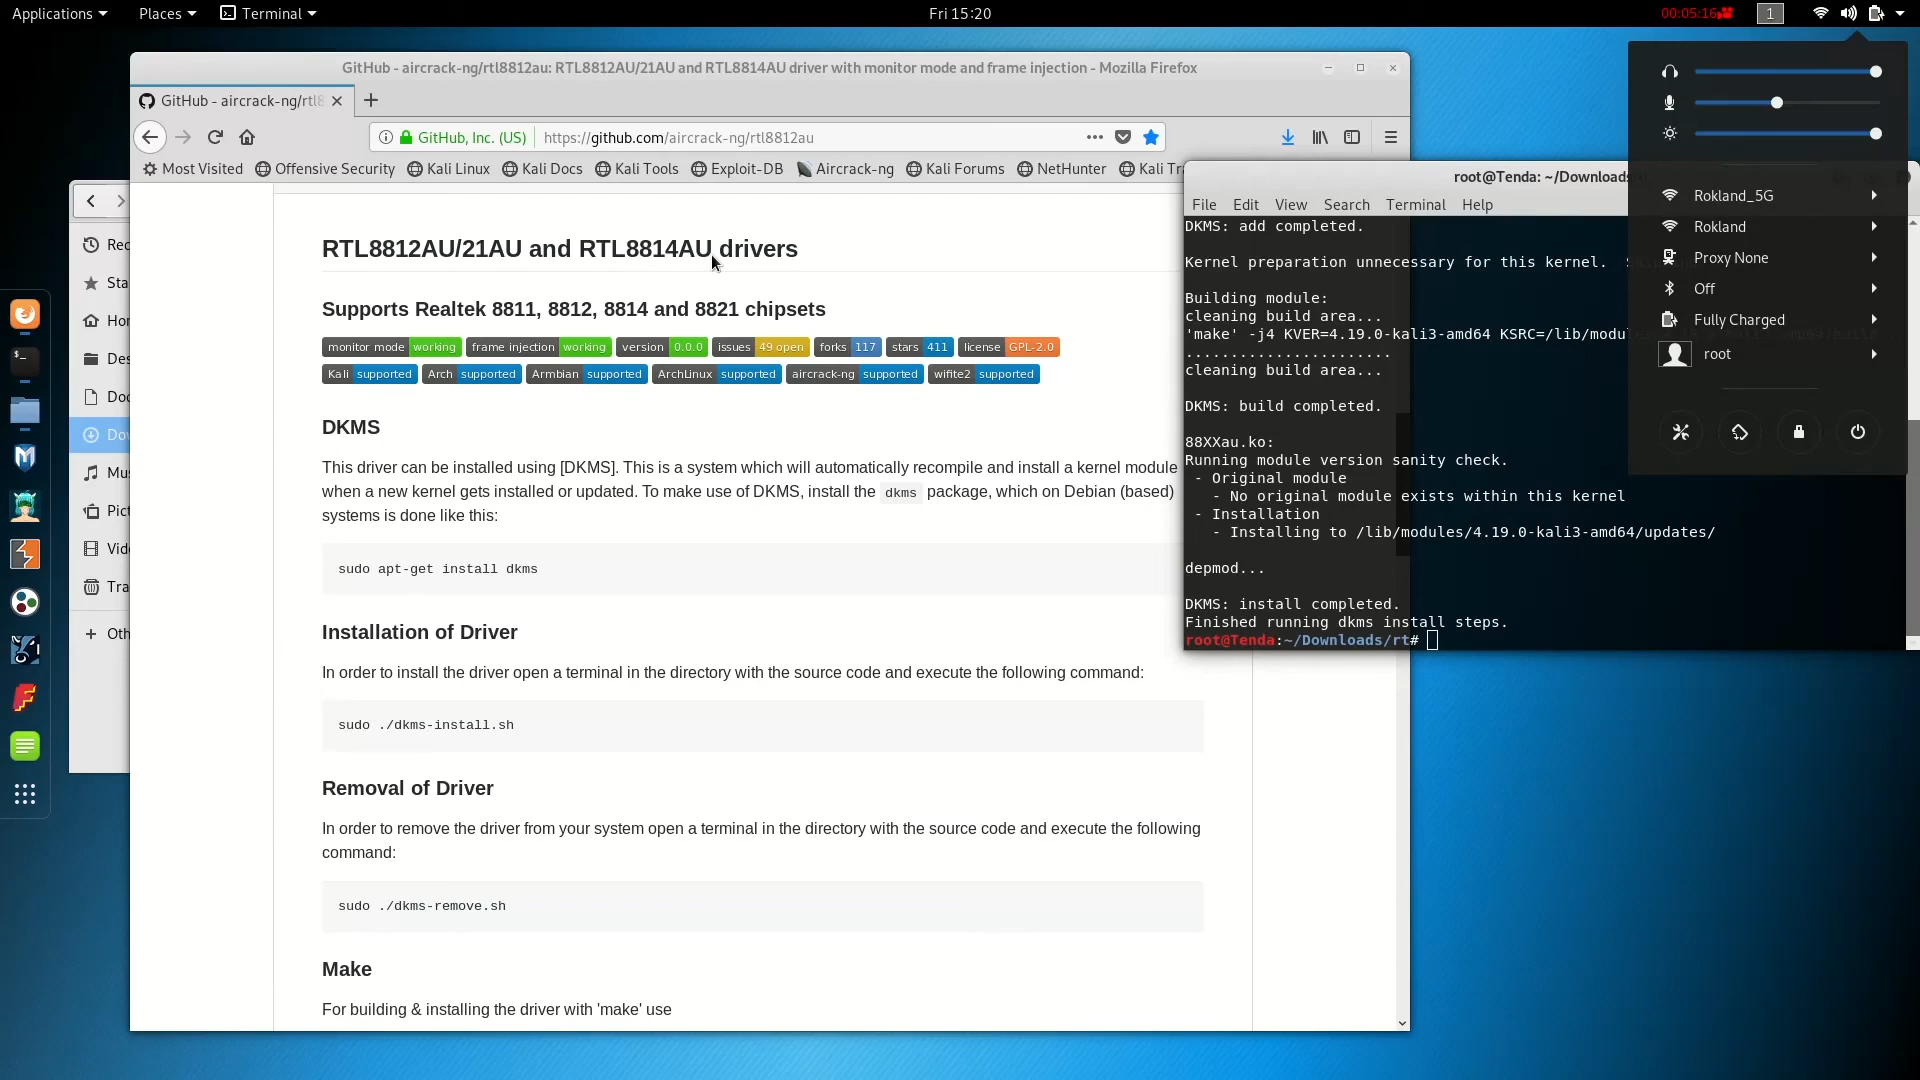 Applications Places Terminal Fri 15:20 00:05:16 1
GitHub - aircrack-ng/rtl8812au: RTL8812AU/21AU and RTL8814AU driver with monitor mode and frame injection - Mozilla Firefox
GitHub - aircrack-ng/rtl8
GitHub, Inc. (US) https://github.com/aircrack-ng/rtl8812au
Most Visited Offensive Security Kali Linux Kali Docs Kali Tools Exploit-DB Aircrack-ng Kali Forums NetHunter Kali Tr
Rec
Sta
Hor
Des
Doc
Dov
Mus
Pict
Vide
Tra
+ Oth
RTL8812AU/21AU and RTL8814AU drivers
Supports Realtek 8811, 8812, 8814 and 8821 chipsets
monitor mode working frame injection working version 0.0.0 issues 49 open forks 117 stars 411 license GPL-2.0
Kali supported Arch supported Armbian supported ArchLinux supported aircrack-ng supported wifite2 supported
DKMS
This driver can be installed using [DKMS]. This is a system which will automatically recompile and install a kernel module
when a new kernel gets installed or updated. To make use of DKMS, install the dkms package, which on Debian (based)
systems is done like this:
sudo apt-get install dkms
Installation of Driver
In order to install the driver open a terminal in the directory with the source code and execute the following command:
sudo ./dkms-install.sh
Removal of Driver
In order to remove the driver from your system open a terminal in the directory with the source code and execute the following
command:
sudo ./dkms-remove.sh
Make
For building & installing the driver with 'make' use
root@Tenda: ~/Downloads
File Edit View Search Terminal Help
DKMS: add completed.
Kernel preparation unnecessary for this kernel.
Building module:
cleaning build area...
'make' -j4 KVER=4.19.0-kali3-amd64 KSRC=/lib/modul
.......................
cleaning build area...
DKMS: build completed.
88XXau.ko:
Running module version sanity check.
- Original module
- No original module exists within this kernel
- Installation
- Installing to /lib/modules/4.19.0-kali3-amd64/updates/
depmod...
DKMS: install completed.
Finished running dkms install steps.
root@Tenda:~/Downloads/rt#
Rokland_5G
Rokland
Proxy None
Off
Fully Charged
root